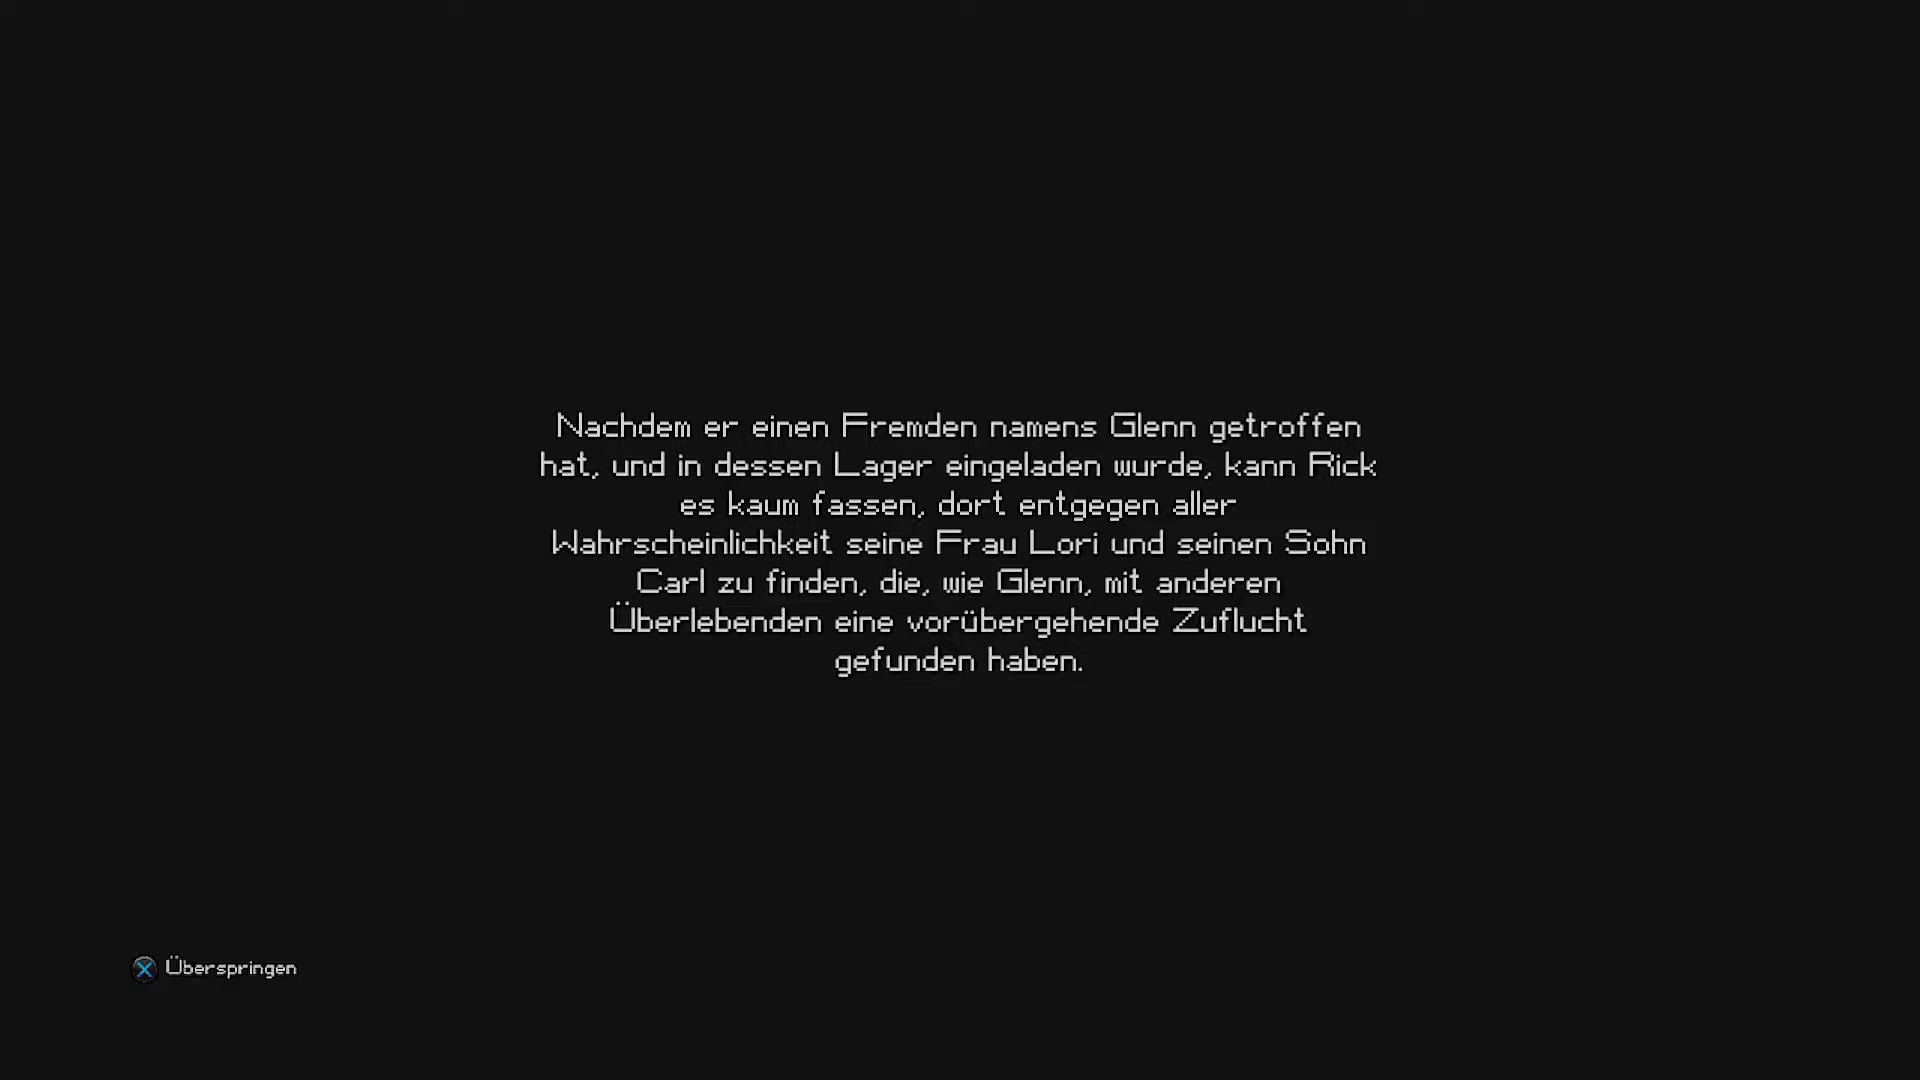 Nachdem er einen Fremden namens Glenn getroffen
hat, und in dessen Lager eingeladen wurde, kann Rick
es kaum fassen, dort entgegen aller
Wahrscheinlichkeit seine Frau Lori und seinen Sohn
Carl zu finden, die, wie Glenn, mit anderen
Überlebenden eine vorübergehende Zuflucht
gefunden haben.
Überspringen